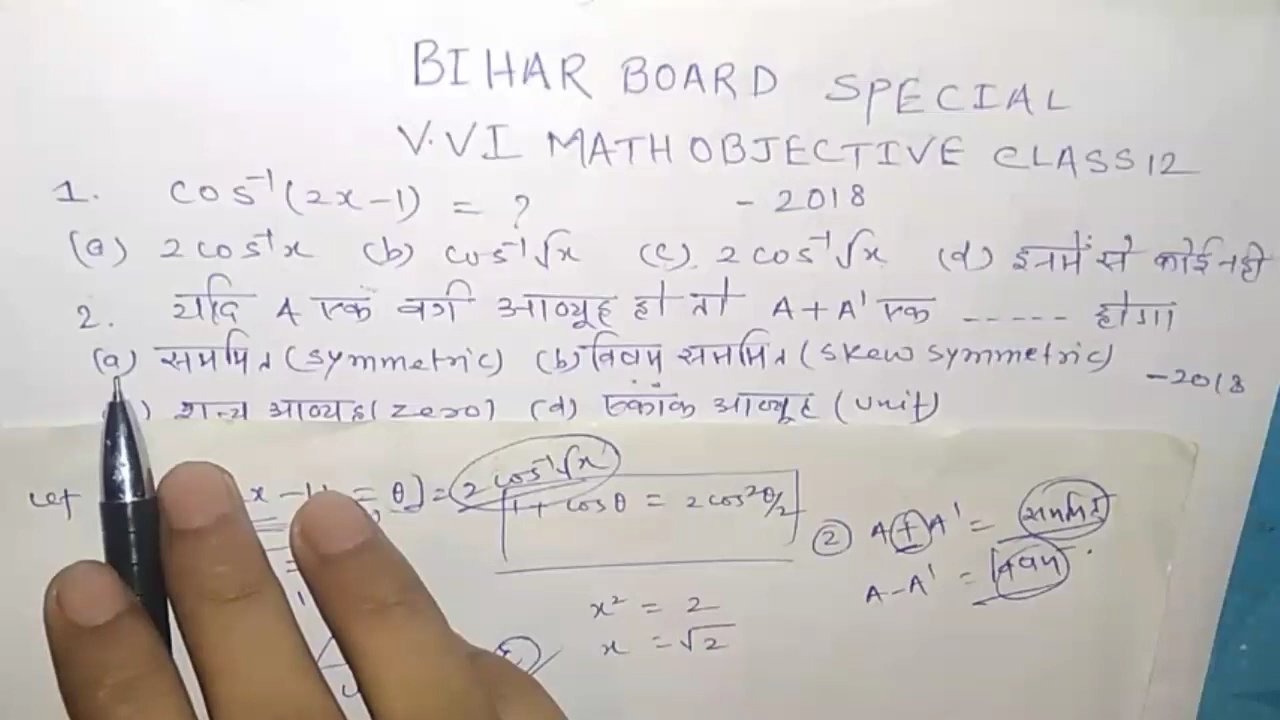 BIHAR BOARD SPECIAL
V.VI MATH OBJECTIVE CLASS 12
1. cos⁻¹(2x-1) = ? - 2018
(a) 2cos⁻¹x (b) cos⁻¹√x (c) 2cos⁻¹√x (d) इनमें से कोई नही
2. यदि A एक वर्ग आव्यूह हो तो A+A' एक ----- होगा
(a) सममित (symmetric) (b) विषम सममित (skew symmetric) -2018
) शून्य आव्यूह (zero) (d) एकांक आव्यूह (unit)
Let x-1) = θ] = 2cos⁻¹√x
1+cosθ = 2cos²θ/2
② A+A' = सममित
A-A' = विषम
x² = 2
x = √2